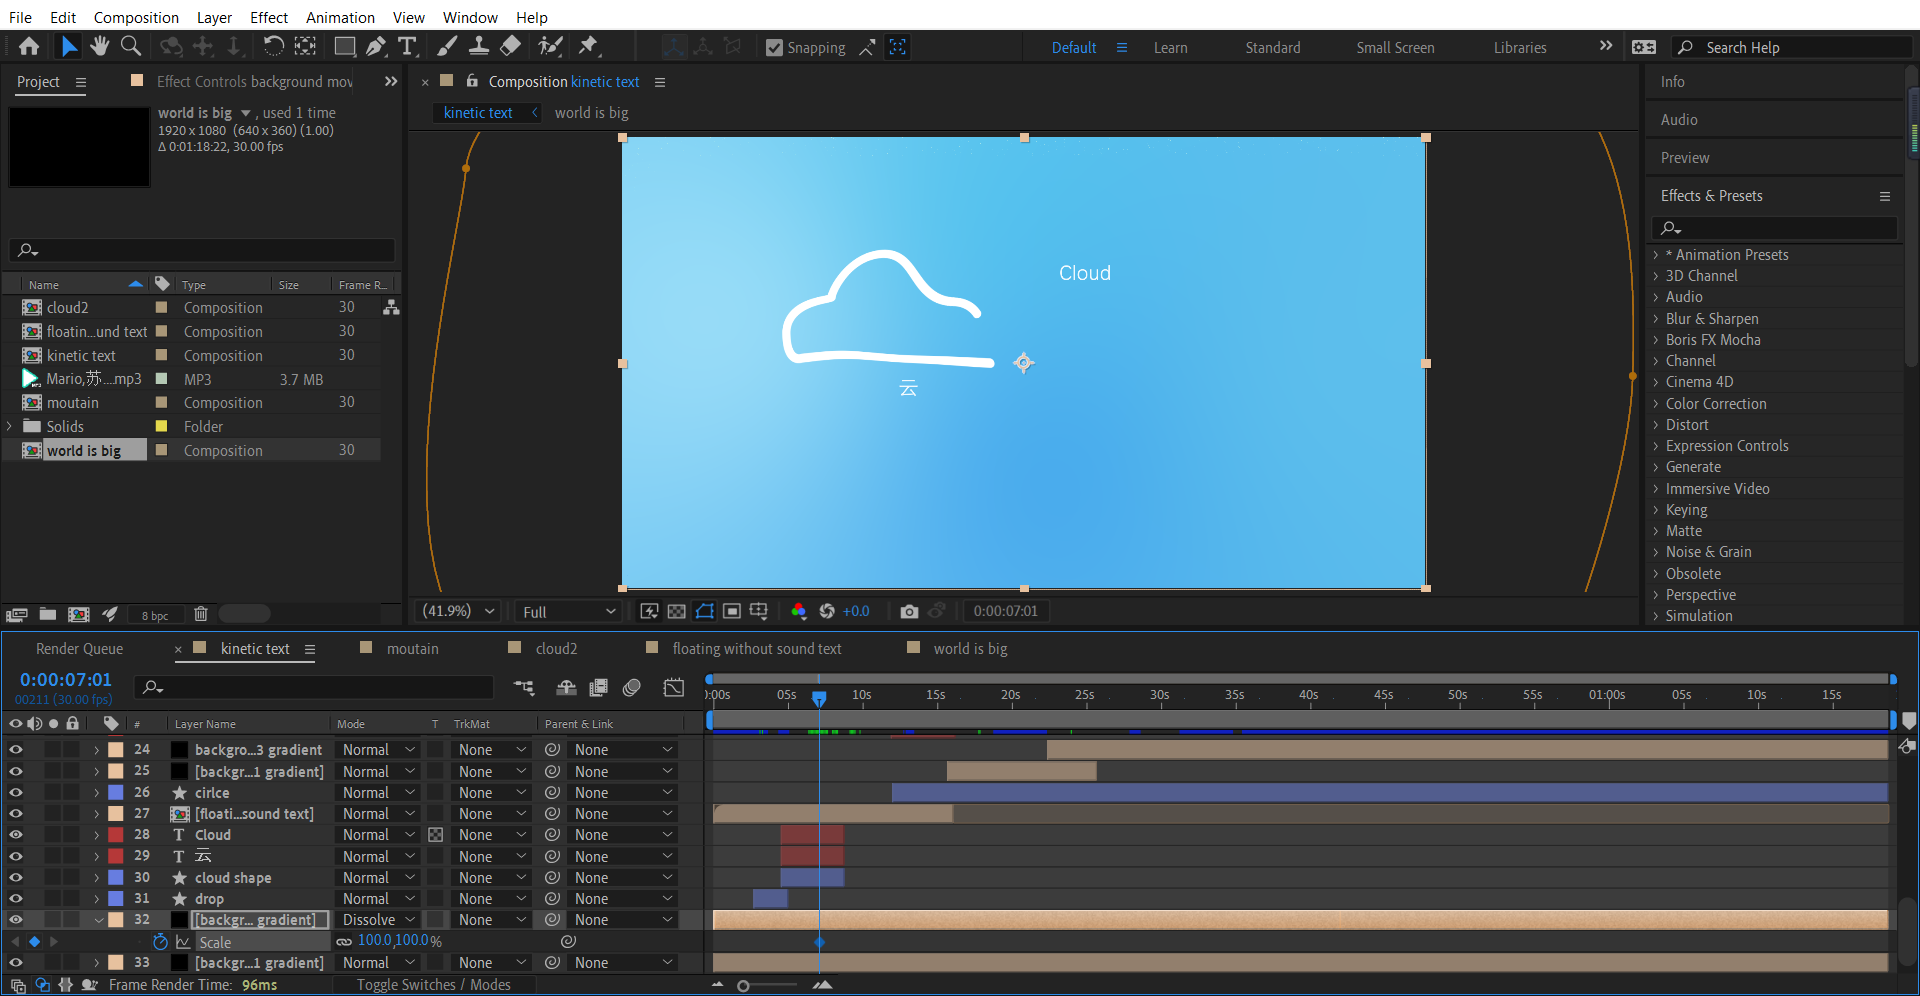 File Edit Composition Layer Effect Animation View Window Help
Snapping Default Learn Standard Small Screen Libraries Search Help
Project Effect Controls background mov
world is big , used 1 time
1920 x 1080 (640 x 360) (1.00)
Δ 0:01:18:22, 30.00 fps
Name Type Size Frame R...
cloud2 Composition 30
floatin...und text Composition 30
kinetic text Composition 30
Mario,苏....mp3 MP3 3.7 MB
moutain Composition 30
Solids Folder
world is big Composition 30
8 bpc
Composition kinetic text
kinetic text world is big
Cloud
云
(41.9%) Full +0.0 0:00:07:01
Info
Audio
Preview
Effects & Presets
* Animation Presets
3D Channel
Audio
Blur & Sharpen
Boris FX Mocha
Channel
Cinema 4D
Color Correction
Distort
Expression Controls
Generate
Immersive Video
Keying
Matte
Noise & Grain
Obsolete
Perspective
Simulation
Render Queue kinetic text moutain cloud2 floating without sound text world is big
0:00:07:01
00211 (30.00 fps)
):00s 05s 10s 15s 20s 25s 30s 35s 40s 45s 50s 55s 01:00s 05s 10s 15s
# Layer Name Mode T TrkMat Parent & Link
24 backgro...3 gradient Normal None None
25 [backgr...1 gradient] Normal None None
26 cirlce Normal None None
27 [floati...sound text] Normal None None
28 T Cloud Normal None None
29 T 云 Normal None None
30 cloud shape Normal None None
31 drop Normal None None
32 [backgr... gradient] Dissolve None None
Scale 100.0,100.0%
33 [backgr...1 gradient] Normal None None
Frame Render Time: 96ms Toggle Switches / Modes